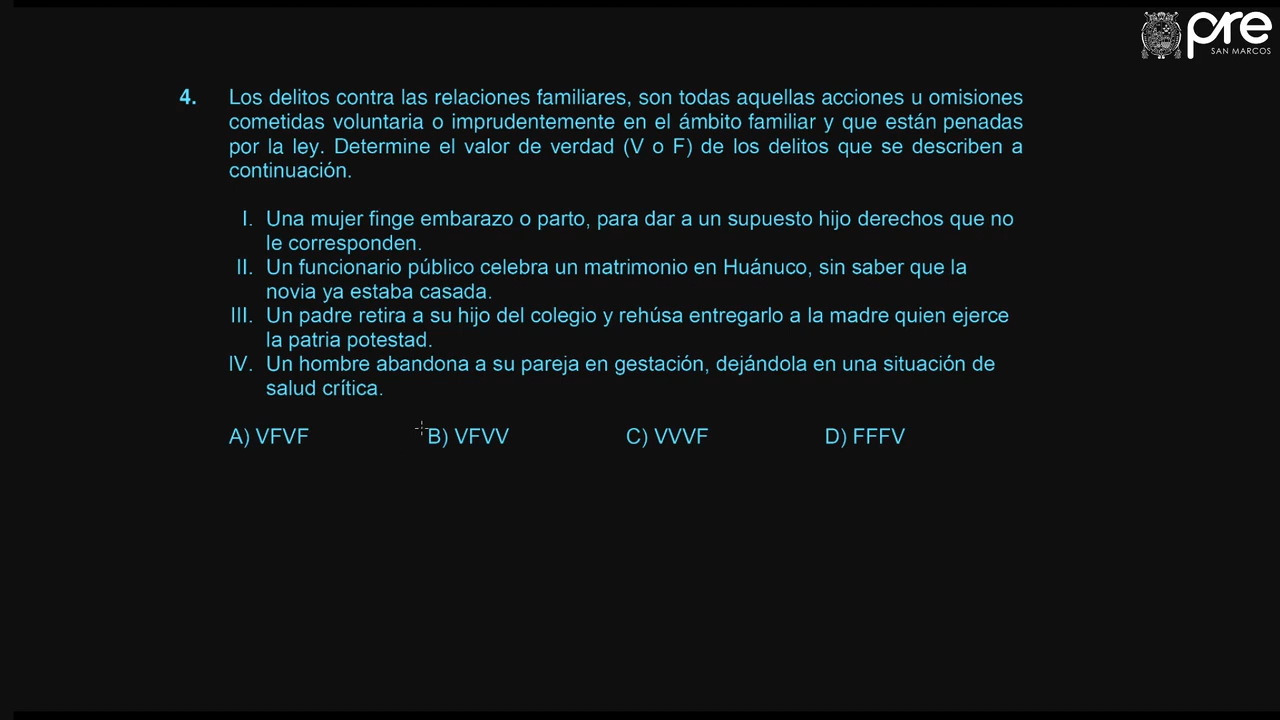 pre
SAN MARCOS
4. Los delitos contra las relaciones familiares, son todas aquellas acciones u omisiones
cometidas voluntaria o imprudentemente en el ámbito familiar y que están penadas
por la ley. Determine el valor de verdad (V o F) de los delitos que se describen a
continuación.
I. Una mujer finge embarazo o parto, para dar a un supuesto hijo derechos que no
le corresponden.
II. Un funcionario público celebra un matrimonio en Huánuco, sin saber que la
novia ya estaba casada.
III. Un padre retira a su hijo del colegio y rehúsa entregarlo a la madre quien ejerce
la patria potestad.
IV. Un hombre abandona a su pareja en gestación, dejándola en una situación de
salud crítica.
A) VFVF B) VFVV C) VVVF D) FFFV